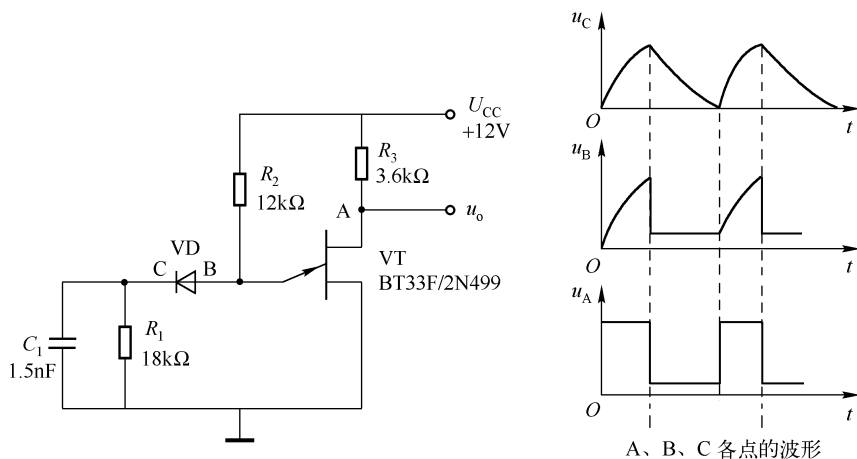 U_CC
+12V
R_2
12kΩ
R_3
3.6kΩ
A
u_o
VD
C
B
VT
BT33F/2N499
C_1
1.5nF
R_1
18kΩ
u_C
O
t
u_B
O
t
u_A
O
t
A、B、C 各点的波形